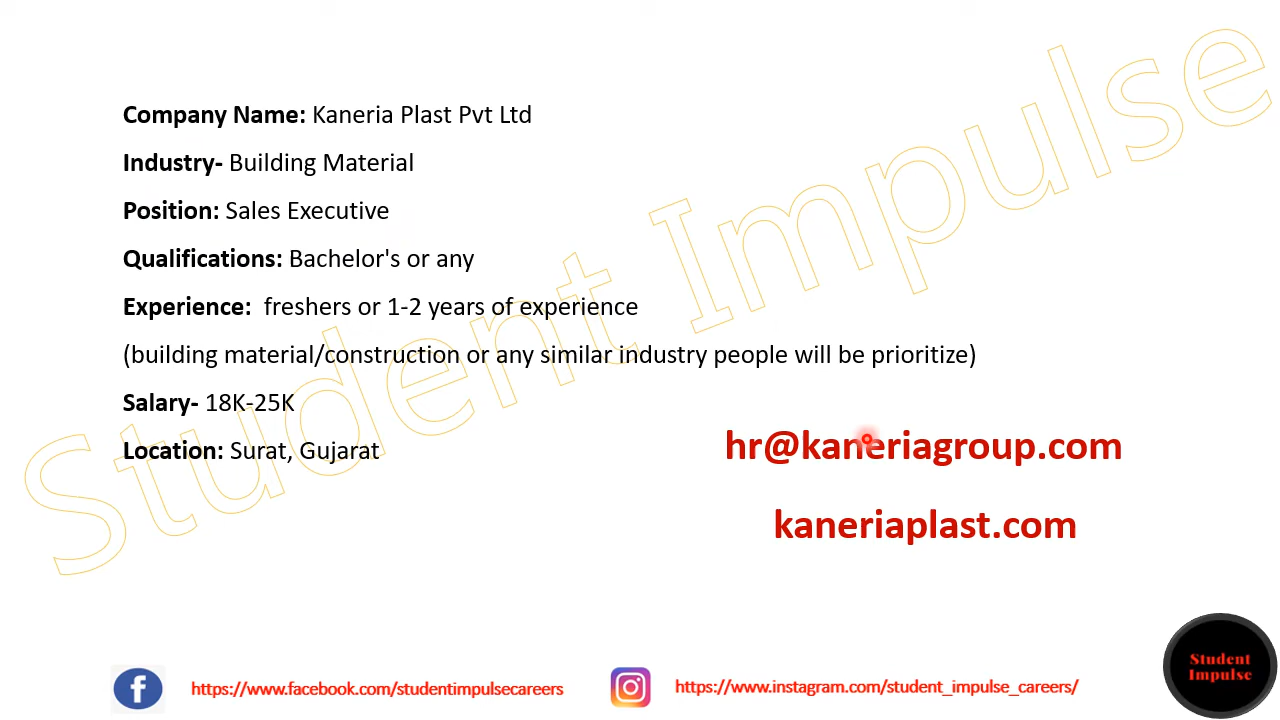 Company Name: Kaneria Plast Pvt Ltd
Industry- Building Material
Position: Sales Executive
Qualifications: Bachelor's or any
Experience:  freshers or 1-2 years of experience
(building material/construction or any similar industry people will be prioritize)
Salary- 18K-25K
Location: Surat, Gujarat
hr@kaneriagroup.com
kaneriaplast.com
Student Impulse
https://www.facebook.com/studentimpulsecareers
https://www.instagram.com/student_impulse_careers/
Student
Impulse